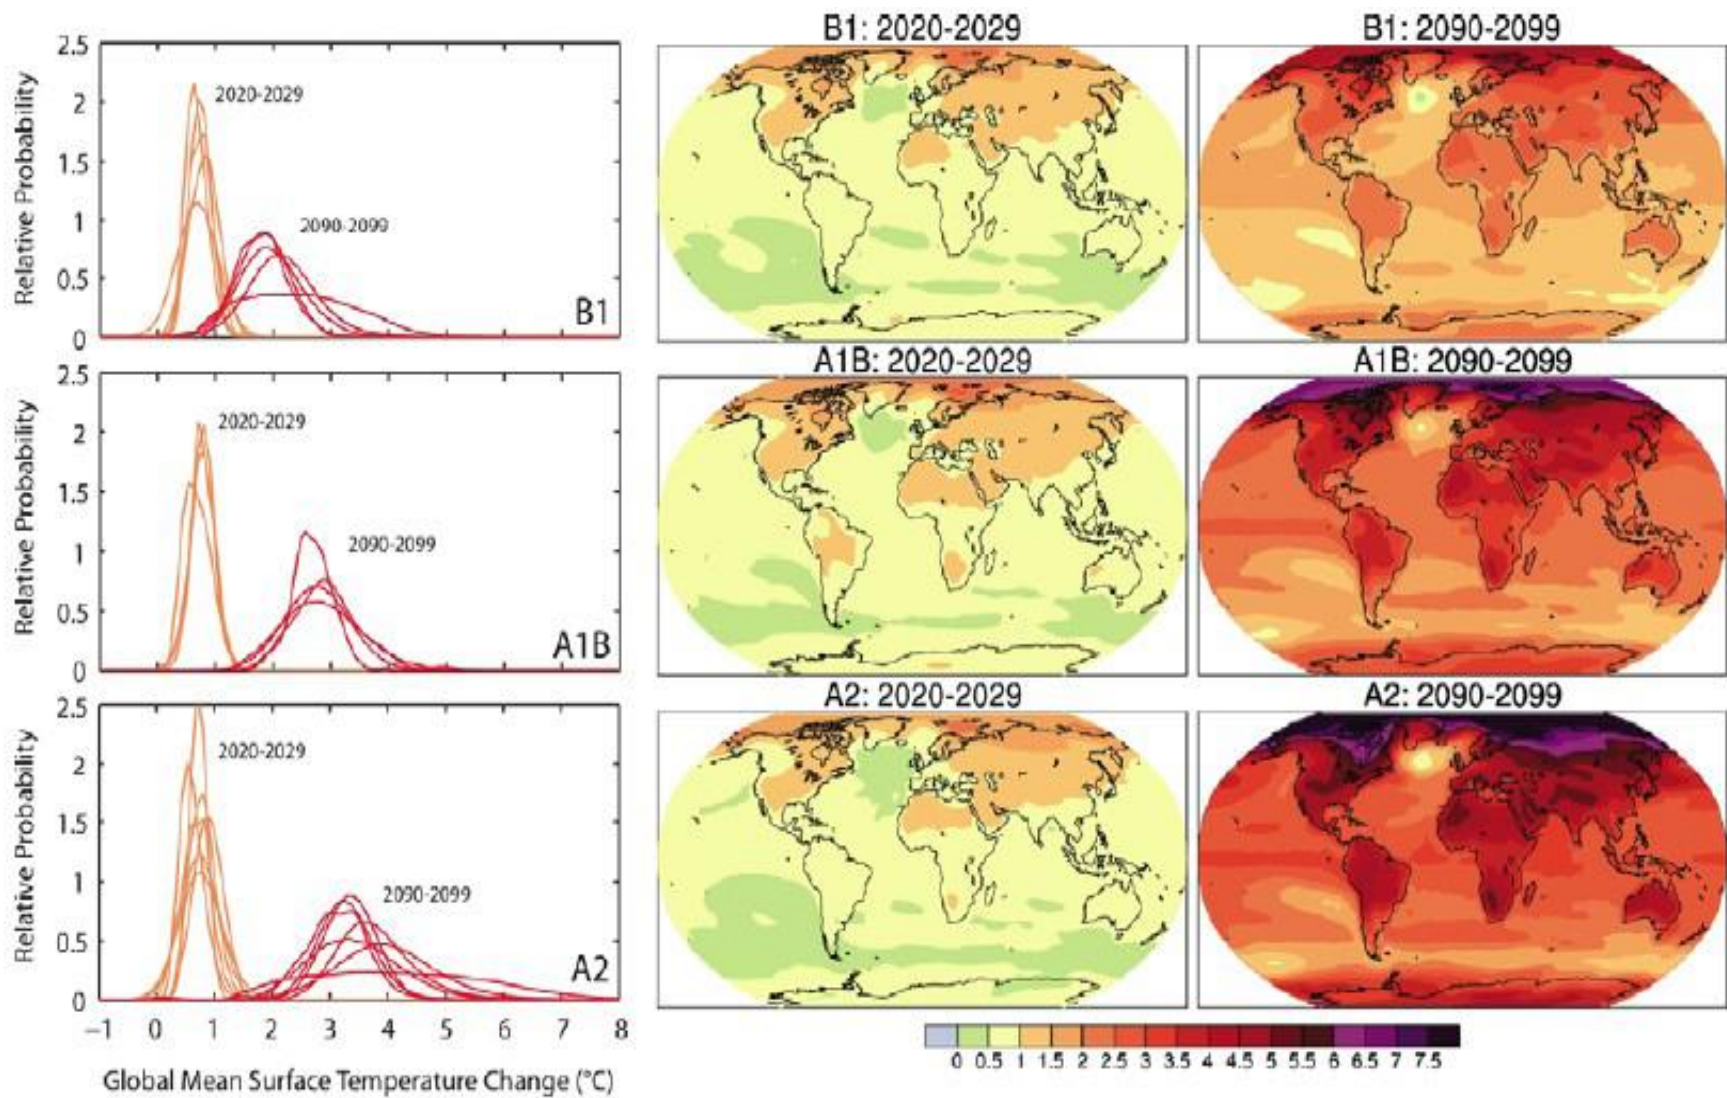 B1: 2020-2029
B1: 2090-2099
2.5
2
1.5
1
0.5
0
Relative Probability
2020-2029
2090-2099
B1
A1B: 2020-2029
A1B: 2090-2099
2.5
2
1.5
1
0.5
0
Relative Probability
2020-2029
2090-2099
A1B
A2: 2020-2029
A2: 2090-2099
2.5
2
1.5
1
0.5
0
Relative Probability
2020-2029
2090-2099
A2
−1 0 1 2 3 4 5 6 7 8
Global Mean Surface Temperature Change (°C)
0 0.5 1 1.5 2 2.5 3 3.5 4 4.5 5 5.5 6 6.5 7 7.5